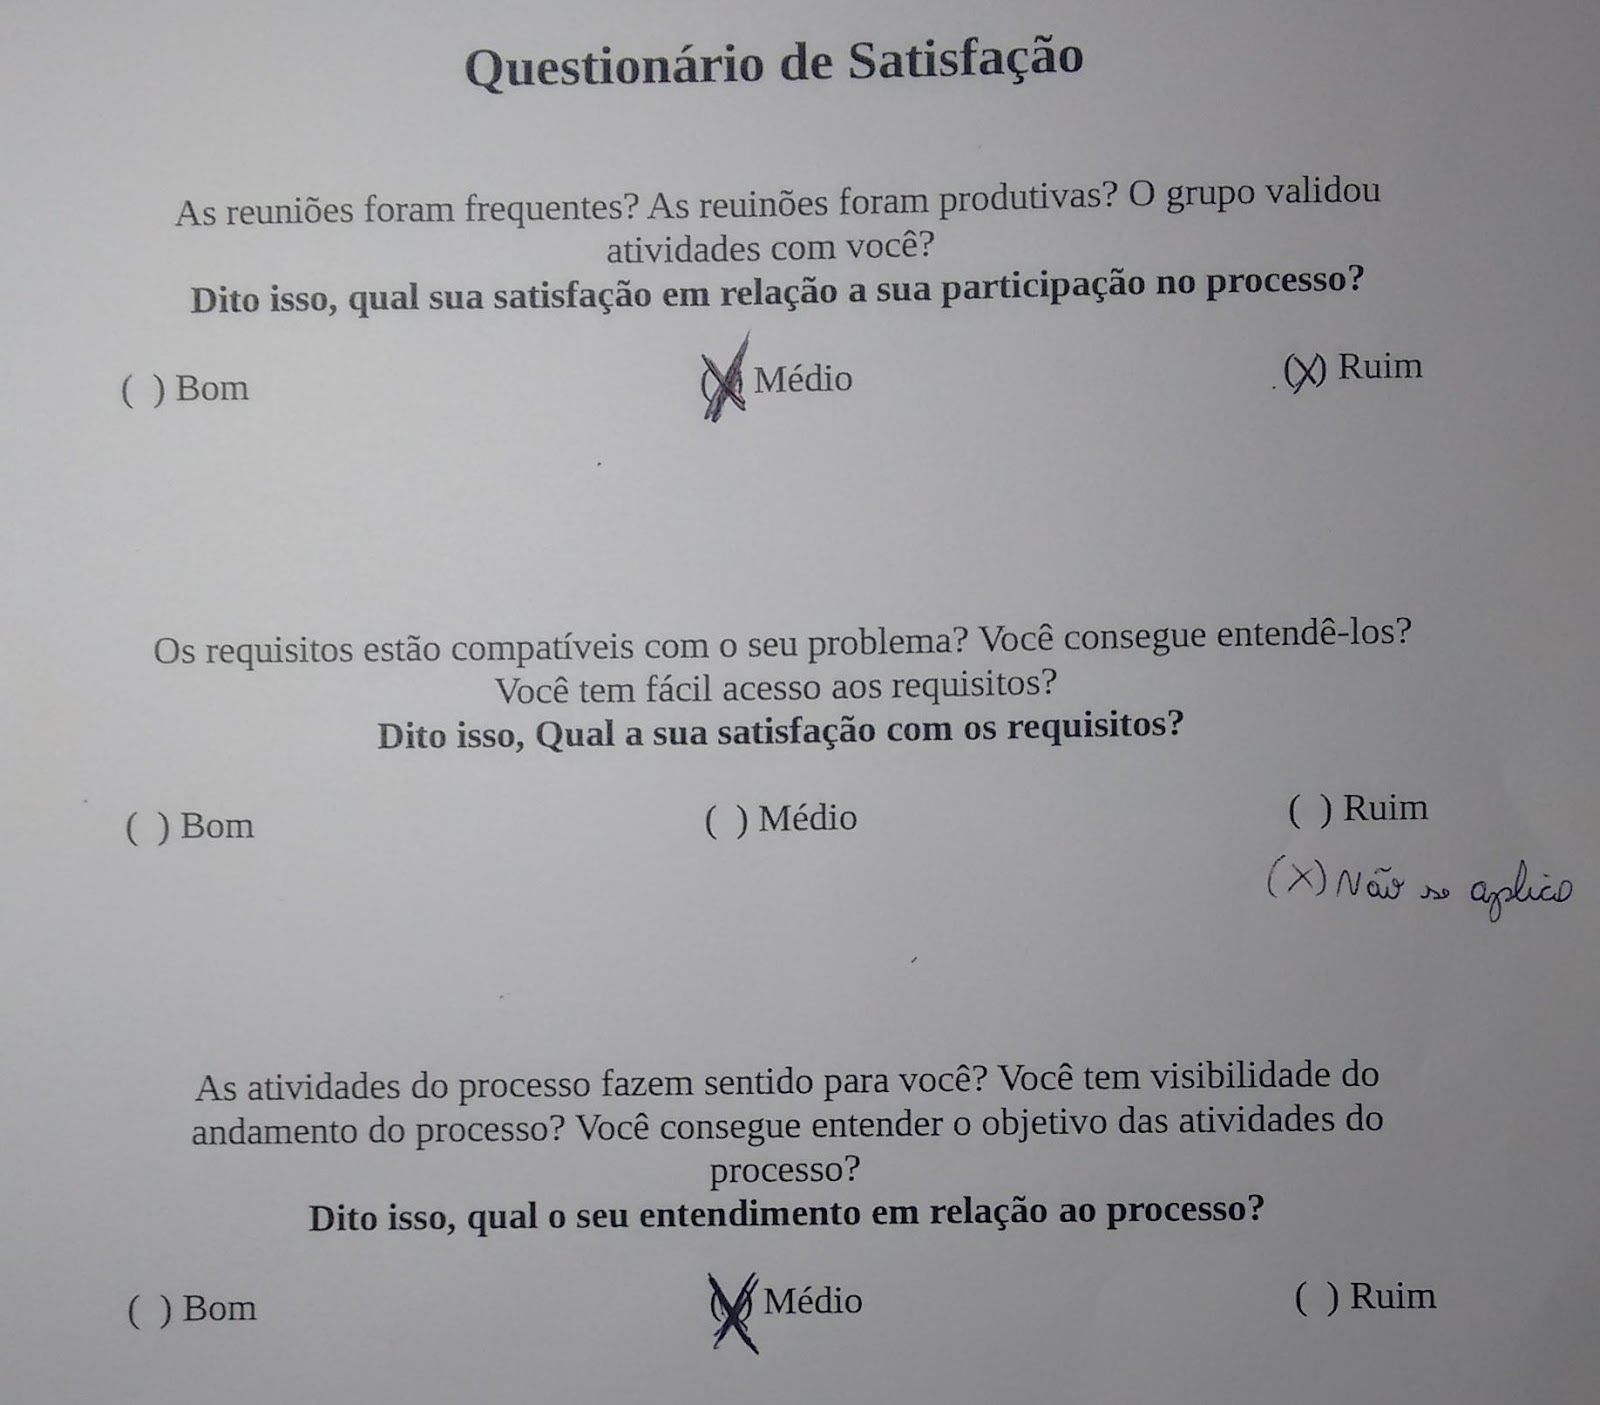 Questionário de Satisfação
As reuniões foram frequentes? As reuinões foram produtivas? O grupo validou
atividades com você?
Dito isso, qual sua satisfação em relação a sua participação no processo?
( ) Bom (X) Médio (X) Ruim
Os requisitos estão compatíveis com o seu problema? Você consegue entendê-los?
Você tem fácil acesso aos requisitos?
Dito isso, Qual a sua satisfação com os requisitos?
( ) Bom ( ) Médio ( ) Ruim
(X) Não se aplica
As atividades do processo fazem sentido para você? Você tem visibilidade do
andamento do processo? Você consegue entender o objetivo das atividades do
processo?
Dito isso, qual o seu entendimento em relação ao processo?
( ) Bom (X) Médio ( ) Ruim